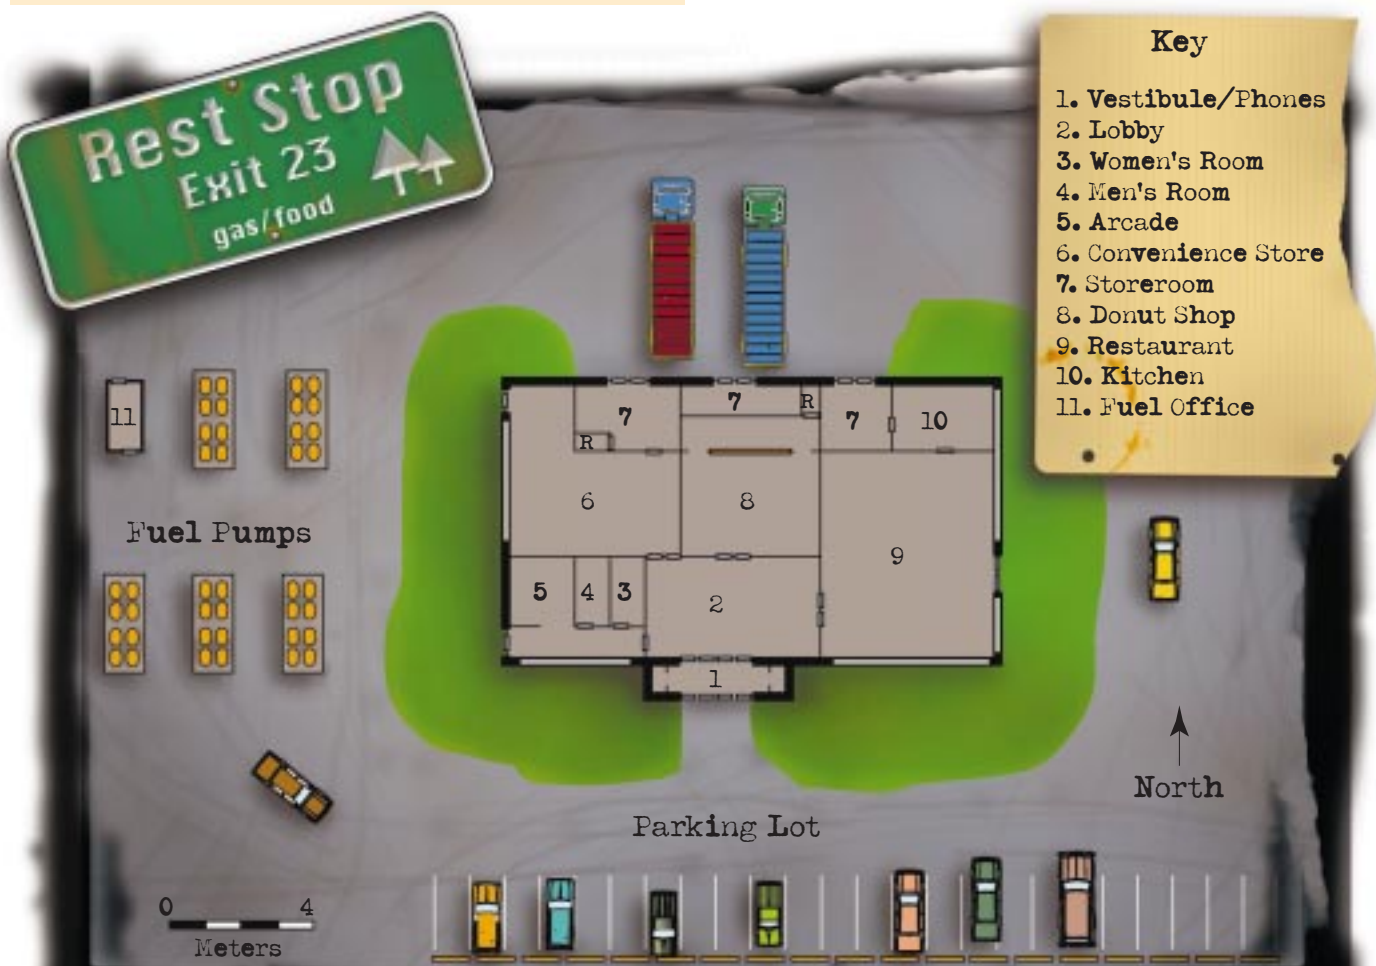 Rest Stop
Exit 23
gas/food
Key
1. Vestibule/Phones
2. Lobby
3. Women's Room
4. Men's Room
5. Arcade
6. Convenience Store
7. Storeroom
8. Donut Shop
9. Restaurant
10. Kitchen
11. Fuel Office
11
7
7
R
7
10
R
6
8
Fuel Pumps
9
5
4
3
2
1
North
Parking Lot
0
4
Meters